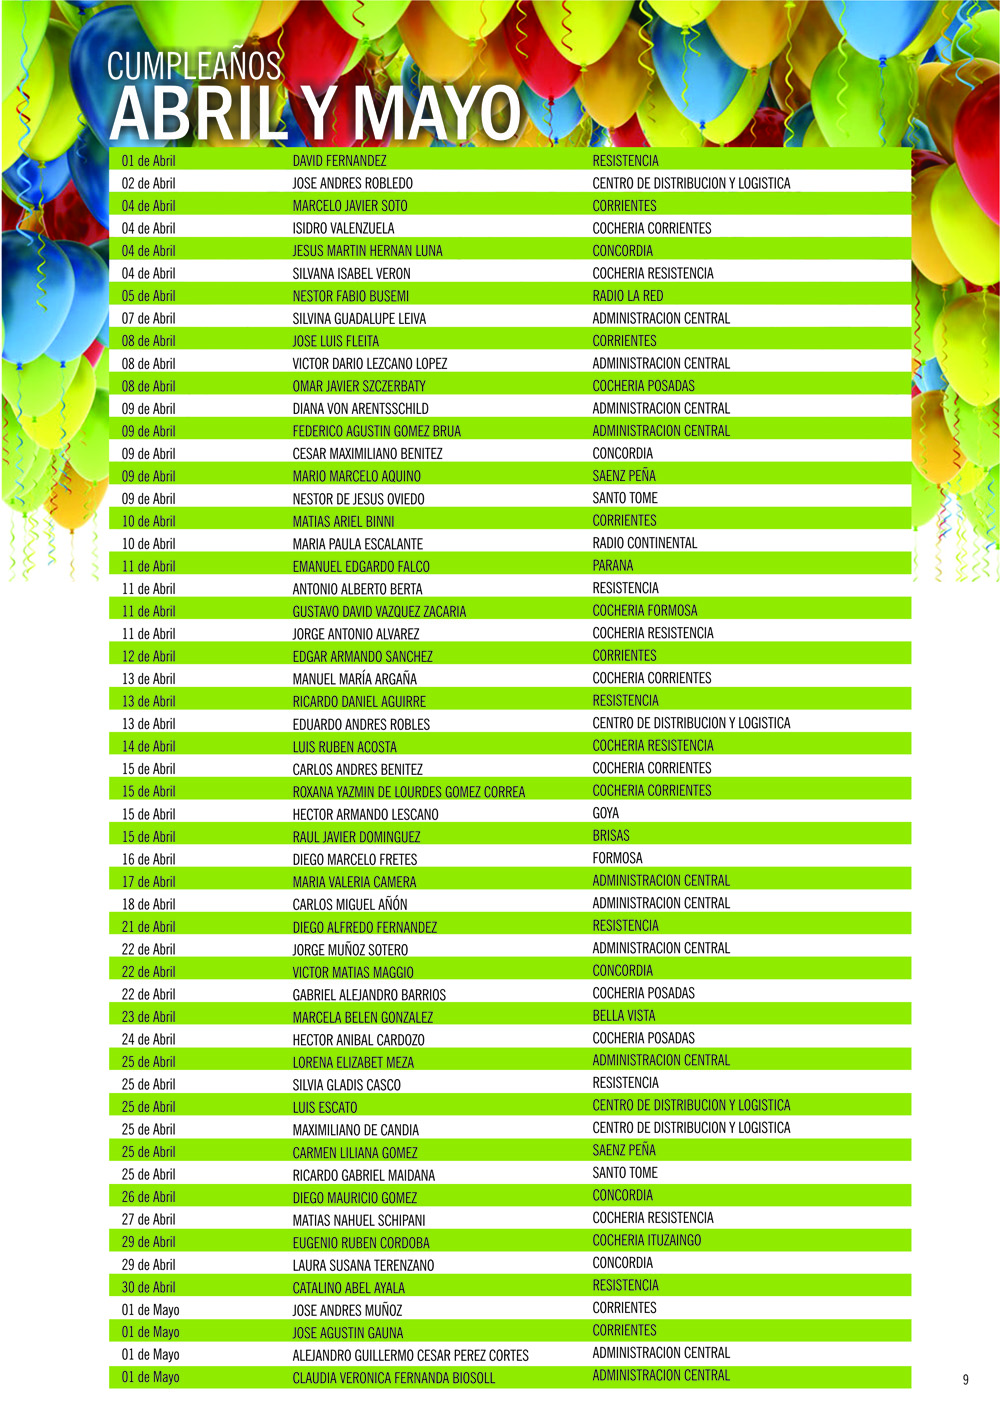 CUMPLEAÑOS
ABRIL Y MAYO
01 de Abril DAVID FERNANDEZ RESISTENCIA
02 de Abril JOSE ANDRES ROBLEDO CENTRO DE DISTRIBUCION Y LOGISTICA
04 de Abril MARCELO JAVIER SOTO CORRIENTES
04 de Abril ISIDRO VALENZUELA COCHERIA CORRIENTES
04 de Abril JESUS MARTIN HERNAN LUNA CONCORDIA
04 de Abril SILVANA ISABEL VERON COCHERIA RESISTENCIA
05 de Abril NESTOR FABIO BUSEMI RADIO LA RED
07 de Abril SILVINA GUADALUPE LEIVA ADMINISTRACION CENTRAL
08 de Abril JOSE LUIS FLEITA CORRIENTES
08 de Abril VICTOR DARIO LEZCANO LOPEZ ADMINISTRACION CENTRAL
08 de Abril OMAR JAVIER SZCZERBATY COCHERIA POSADAS
09 de Abril DIANA VON ARENTSSCHILD ADMINISTRACION CENTRAL
09 de Abril FEDERICO AGUSTIN GOMEZ BRUA ADMINISTRACION CENTRAL
09 de Abril CESAR MAXIMILIANO BENITEZ CONCORDIA
09 de Abril MARIO MARCELO AQUINO SAENZ PEÑA
09 de Abril NESTOR DE JESUS OVIEDO SANTO TOME
10 de Abril MATIAS ARIEL BINNI CORRIENTES
10 de Abril MARIA PAULA ESCALANTE RADIO CONTINENTAL
11 de Abril EMANUEL EDGARDO FALCO PARANA
11 de Abril ANTONIO ALBERTO BERTA RESISTENCIA
11 de Abril GUSTAVO DAVID VAZQUEZ ZACARIA COCHERIA FORMOSA
11 de Abril JORGE ANTONIO ALVAREZ COCHERIA RESISTENCIA
12 de Abril EDGAR ARMANDO SANCHEZ CORRIENTES
13 de Abril MANUEL MARÍA ARGAÑA COCHERIA CORRIENTES
13 de Abril RICARDO DANIEL AGUIRRE RESISTENCIA
13 de Abril EDUARDO ANDRES ROBLES CENTRO DE DISTRIBUCION Y LOGISTICA
14 de Abril LUIS RUBEN ACOSTA COCHERIA RESISTENCIA
15 de Abril CARLOS ANDRES BENITEZ COCHERIA CORRIENTES
15 de Abril ROXANA YAZMIN DE LOURDES GOMEZ CORREA COCHERIA CORRIENTES
15 de Abril HECTOR ARMANDO LESCANO GOYA
15 de Abril RAUL JAVIER DOMINGUEZ BRISAS
16 de Abril DIEGO MARCELO FRETES FORMOSA
17 de Abril MARIA VALERIA CAMERA ADMINISTRACION CENTRAL
18 de Abril CARLOS MIGUEL AÑÓN ADMINISTRACION CENTRAL
21 de Abril DIEGO ALFREDO FERNANDEZ RESISTENCIA
22 de Abril JORGE MUÑOZ SOTERO ADMINISTRACION CENTRAL
22 de Abril VICTOR MATIAS MAGGIO CONCORDIA
22 de Abril GABRIEL ALEJANDRO BARRIOS COCHERIA POSADAS
23 de Abril MARCELA BELEN GONZALEZ BELLA VISTA
24 de Abril HECTOR ANIBAL CARDOZO COCHERIA POSADAS
25 de Abril LORENA ELIZABET MEZA ADMINISTRACION CENTRAL
25 de Abril SILVIA GLADIS CASCO RESISTENCIA
25 de Abril LUIS ESCATO CENTRO DE DISTRIBUCION Y LOGISTICA
25 de Abril MAXIMILIANO DE CANDIA CENTRO DE DISTRIBUCION Y LOGISTICA
25 de Abril CARMEN LILIANA GOMEZ SAENZ PEÑA
25 de Abril RICARDO GABRIEL MAIDANA SANTO TOME
26 de Abril DIEGO MAURICIO GOMEZ CONCORDIA
27 de Abril MATIAS NAHUEL SCHIPANI COCHERIA RESISTENCIA
29 de Abril EUGENIO RUBEN CORDOBA COCHERIA ITUZAINGO
29 de Abril LAURA SUSANA TERENZANO CONCORDIA
30 de Abril CATALINO ABEL AYALA RESISTENCIA
01 de Mayo JOSE ANDRES MUÑOZ CORRIENTES
01 de Mayo JOSE AGUSTIN GAUNA CORRIENTES
01 de Mayo ALEJANDRO GUILLERMO CESAR PEREZ CORTES ADMINISTRACION CENTRAL
01 de Mayo CLAUDIA VERONICA FERNANDA BIOSOLL ADMINISTRACION CENTRAL
9